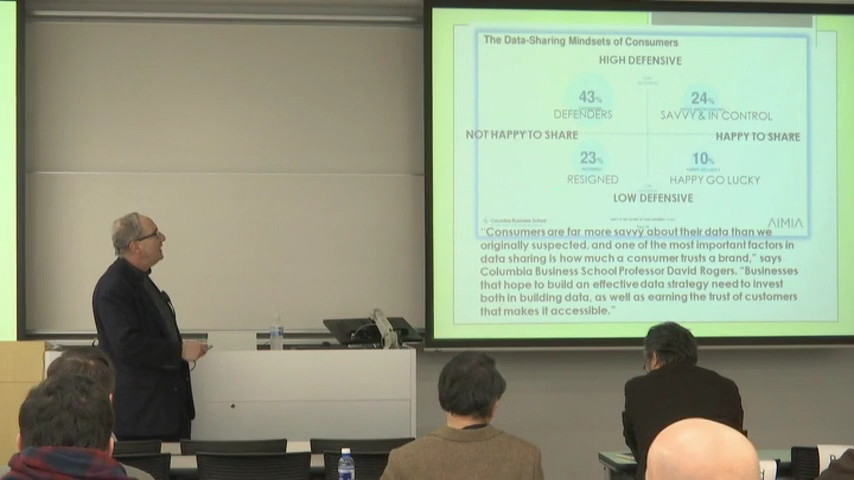 The Data-Sharing Mindsets of Consumers
HIGH DEFENSIVE
43% 24%
DEFENDERS SAVVY & IN CONTROL
NOT HAPPY TO SHARE HAPPY TO SHARE
23% 10%
RESIGNED HAPPY GO LUCKY
LOW DEFENSIVE
Columbia Business School
AIMIA
“Consumers are far more savvy about their data than we
originally suspected, and one of the most important factors in
data sharing is how much a consumer trusts a brand,” says
Columbia Business School Professor David Rogers. “Businesses
that hope to build an effective data strategy need to invest
both in building data, as well as earning the trust of customers
that makes it accessible.”